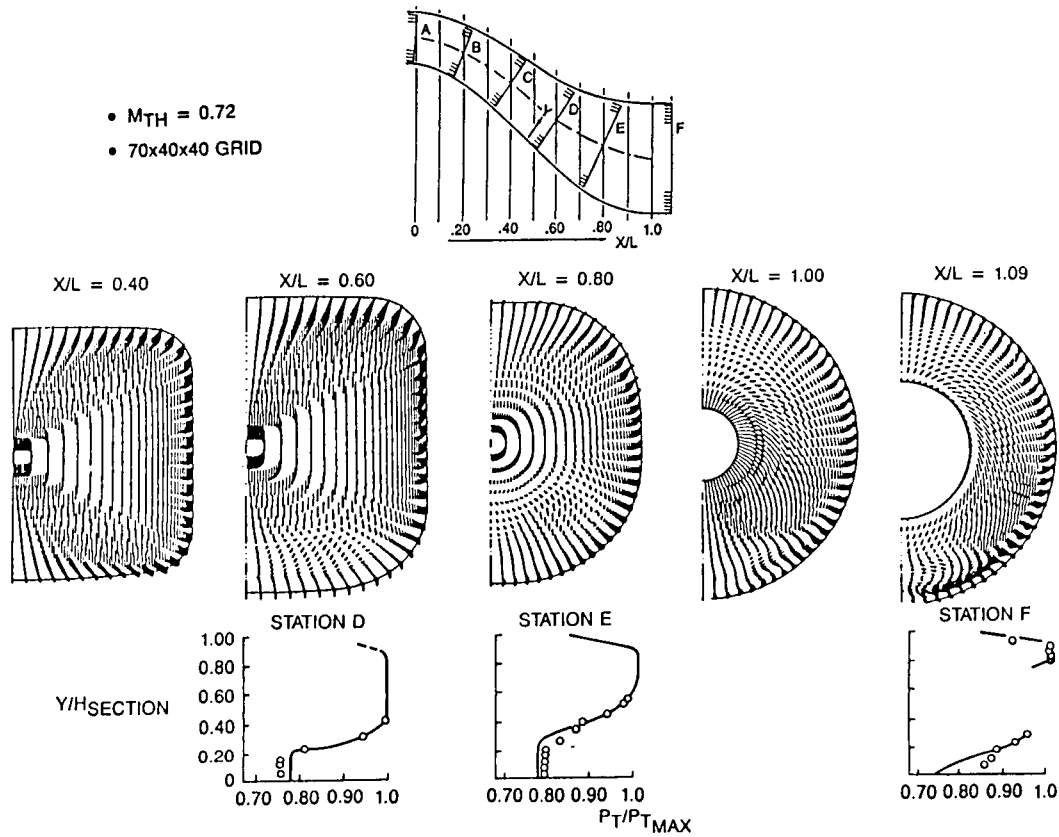 A
B
C
Y
D
E
F
• M_TH = 0.72
• 70x40x40 GRID
0 .20 .40 .60 .80 1.0
X/L
X/L = 0.40
X/L = 0.60
X/L = 0.80
X/L = 1.00
X/L = 1.09
STATION D
STATION E
STATION F
Y/H_SECTION
1.00
0.80
0.60
0.40
0.20
0
0.70 0.80 0.90 1.0
0.70 0.80 0.90 1.0
0.70 0.80 0.90 1.0
P_T/P_T_MAX